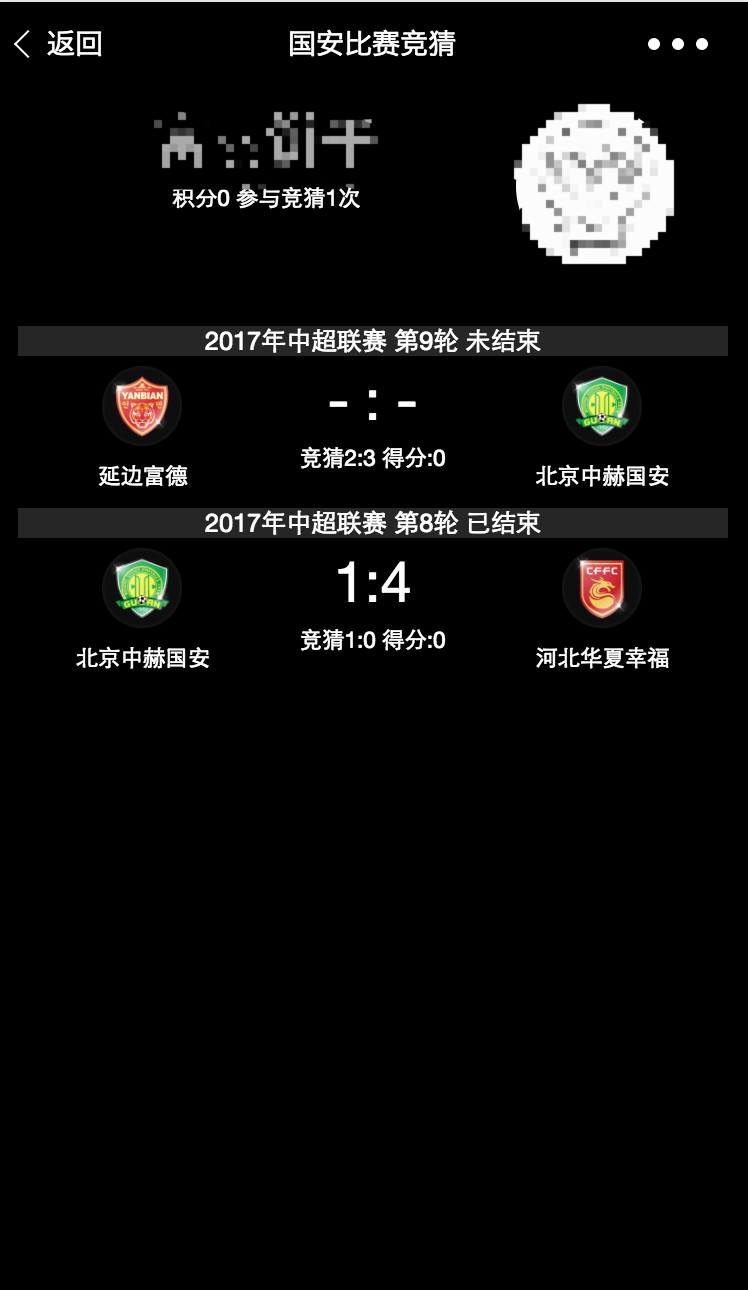 返回 国安比赛竞猜
积分0 参与竞猜1次
2017年中超联赛 第9轮 未结束
YANBIAN
- : -
GUOAN
竞猜2:3 得分:0
延边富德 北京中赫国安
2017年中超联赛 第8轮 已结束
1:4
CFFC
GUOAN
竞猜1:0 得分:0
北京中赫国安 河北华夏幸福